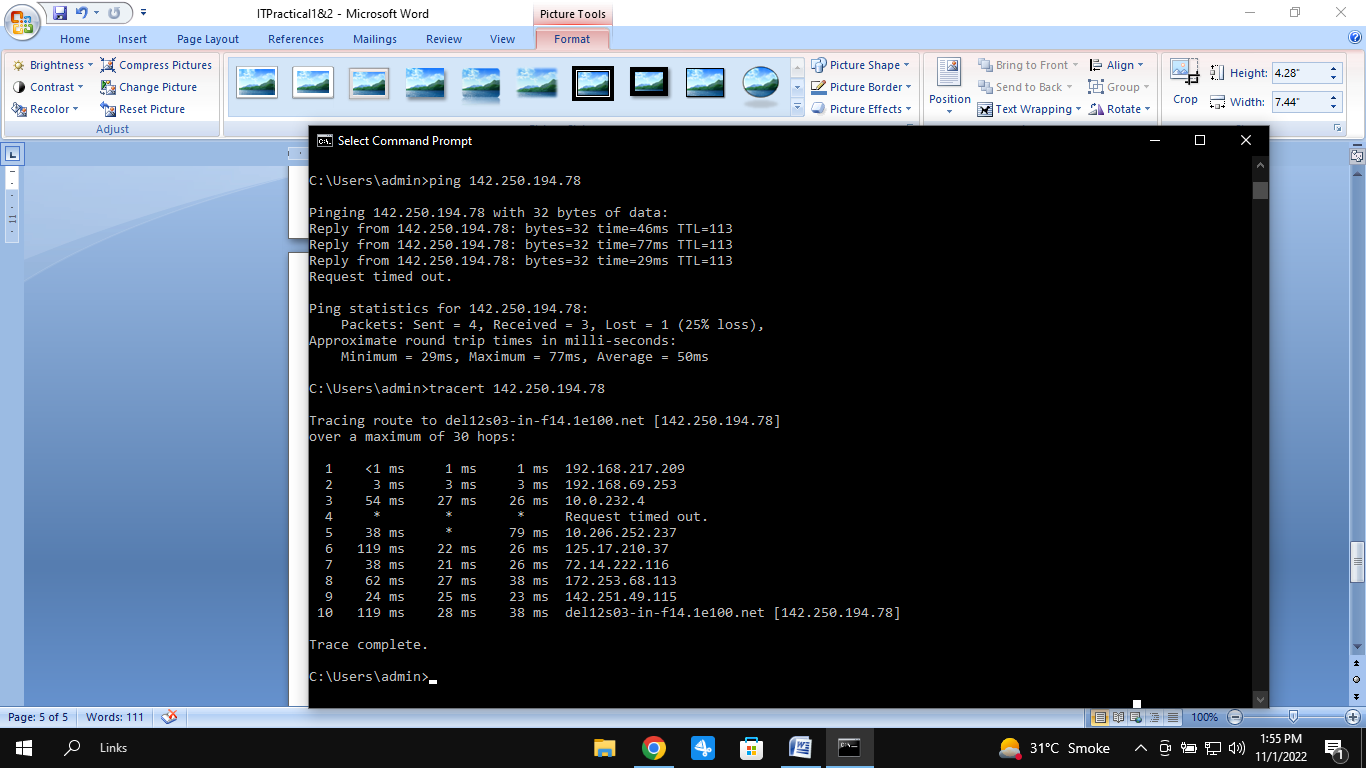 ITPractical1&2 - Microsoft Word
Picture Tools
Home Insert Page Layout References Mailings Review View Format
Brightness
Contrast
Recolor
Compress Pictures
Change Picture
Reset Picture
Adjust
Picture Shape
Picture Border
Picture Effects
Position
Bring to Front
Send to Back
Text Wrapping
Align
Group
Rotate
Crop
Height: 4.28"
Width: 7.44"
Select Command Prompt
C:\Users\admin>ping 142.250.194.78
Pinging 142.250.194.78 with 32 bytes of data:
Reply from 142.250.194.78: bytes=32 time=46ms TTL=113
Reply from 142.250.194.78: bytes=32 time=77ms TTL=113
Reply from 142.250.194.78: bytes=32 time=29ms TTL=113
Request timed out.
Ping statistics for 142.250.194.78:
Packets: Sent = 4, Received = 3, Lost = 1 (25% loss),
Approximate round trip times in milli-seconds:
Minimum = 29ms, Maximum = 77ms, Average = 50ms
C:\Users\admin>tracert 142.250.194.78
Tracing route to del12s03-in-f14.1e100.net [142.250.194.78]
over a maximum of 30 hops:
1 <1 ms 1 ms 1 ms 192.168.217.209
2 3 ms 3 ms 3 ms 192.168.69.253
3 54 ms 27 ms 26 ms 10.0.232.4
4 * * * Request timed out.
5 38 ms * 79 ms 10.206.252.237
6 119 ms 22 ms 26 ms 125.17.210.37
7 38 ms 21 ms 26 ms 72.14.222.116
8 62 ms 27 ms 38 ms 172.253.68.113
9 24 ms 25 ms 23 ms 142.251.49.115
10 119 ms 28 ms 38 ms del12s03-in-f14.1e100.net [142.250.194.78]
Trace complete.
C:\Users\admin>
Page: 5 of 5 Words: 111
100%
Links
31°C Smoke
1:55 PM
11/1/2022
1